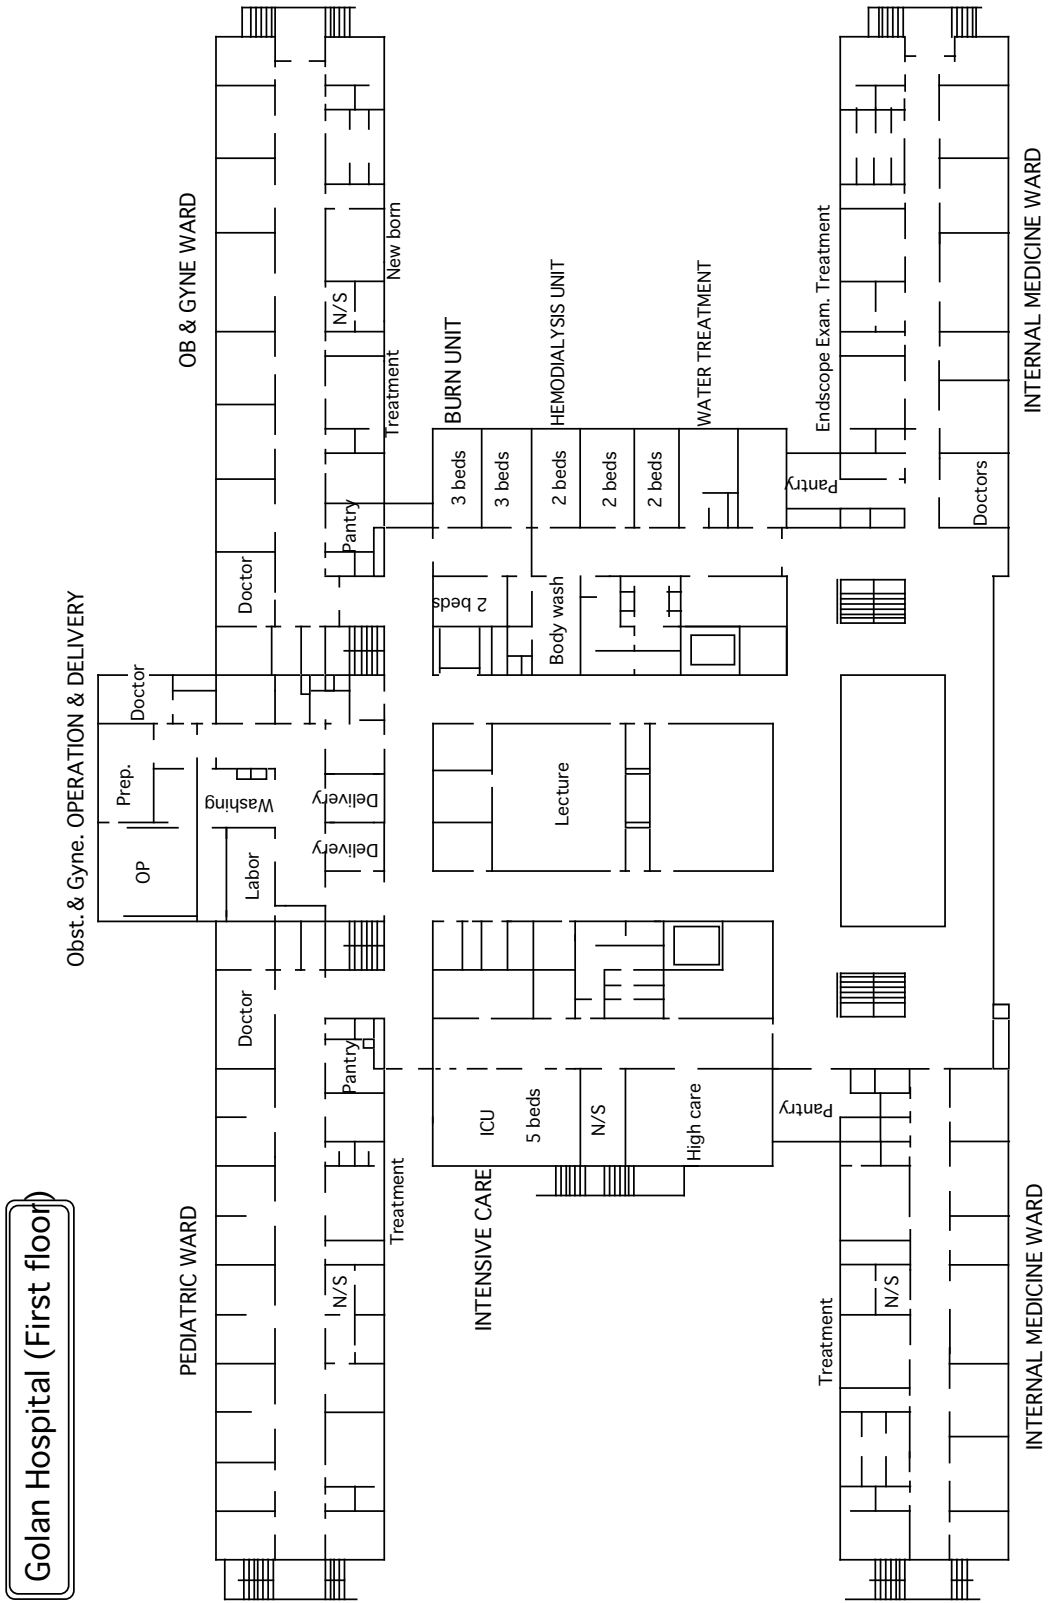 Golan Hospital (First floor)
Obst. & Gyne. OPERATION & DELIVERY
PEDIATRIC WARD
OB & GYNE WARD
OP
Prep.
Doctor
Doctor
Labor
Washing
Doctor
N/S
Pantry
Delivery
Delivery
Pantry
N/S
Treatment
Treatment
New born
INTENSIVE CARE
ICU
5 beds
N/S
High care
Lecture
2 beds
Body wash
3 beds
3 beds
2 beds
2 beds
2 beds
BURN UNIT
HEMODIALYSIS UNIT
WATER TREATMENT
Treatment
Pantry
Pantry
Endscope Exam. Treatment
N/S
Doctors
INTERNAL MEDICINE WARD
INTERNAL MEDICINE WARD